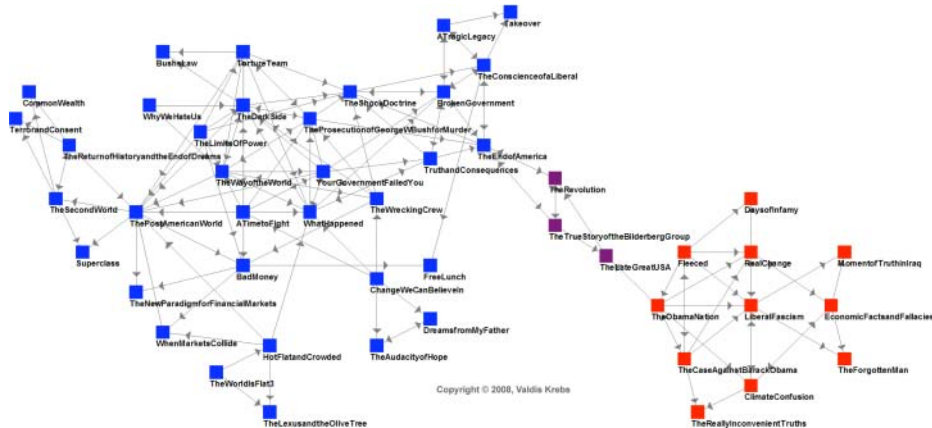 Takeover
ATragicLegacy
BushsLaw
TortureTeam
TheConscienceofaLiberal
CommonWealth
WhyWeHateUs
TheDarkSide
TheShockDoctrine
BrokenGovernment
TerrorandConsent
TheLimitsOfPower
TheProsecutionofGeorgeWBushforMurder
TheReturnofHistoryandtheEndofDreams
TheEndofAmerica
TheWayoftheWorld
YourGovernmentFailedYou
TruthandConsequences
TheRevolution
TheSecondWorld
ThePostAmericanWorld
ATimetoFight
WhatHappened
TheWreckingCrew
DaysofInfamy
TheTrueStoryoftheBilderbergGroup
Superclass
BadMoney
FreeLunch
ChangeWeCanBelieveIn
TheLateGreatUSA
Fleeced
RealChange
MomentofTruthinIraq
TheNewParadigmforFinancialMarkets
TheObamaNation
LiberalFascism
EconomicFactsandFallacies
WhenMarketsCollide
DreamsfromMyFather
HotFlatandCrowded
TheAudacityofHope
TheCaseAgainstBarackObama
TheForgottenMan
TheWorldIsFlat3
Copyright © 2008, Valdis Krebs
ClimateConfusion
TheLexusandtheOliveTree
TheReallyInconvenientTruths